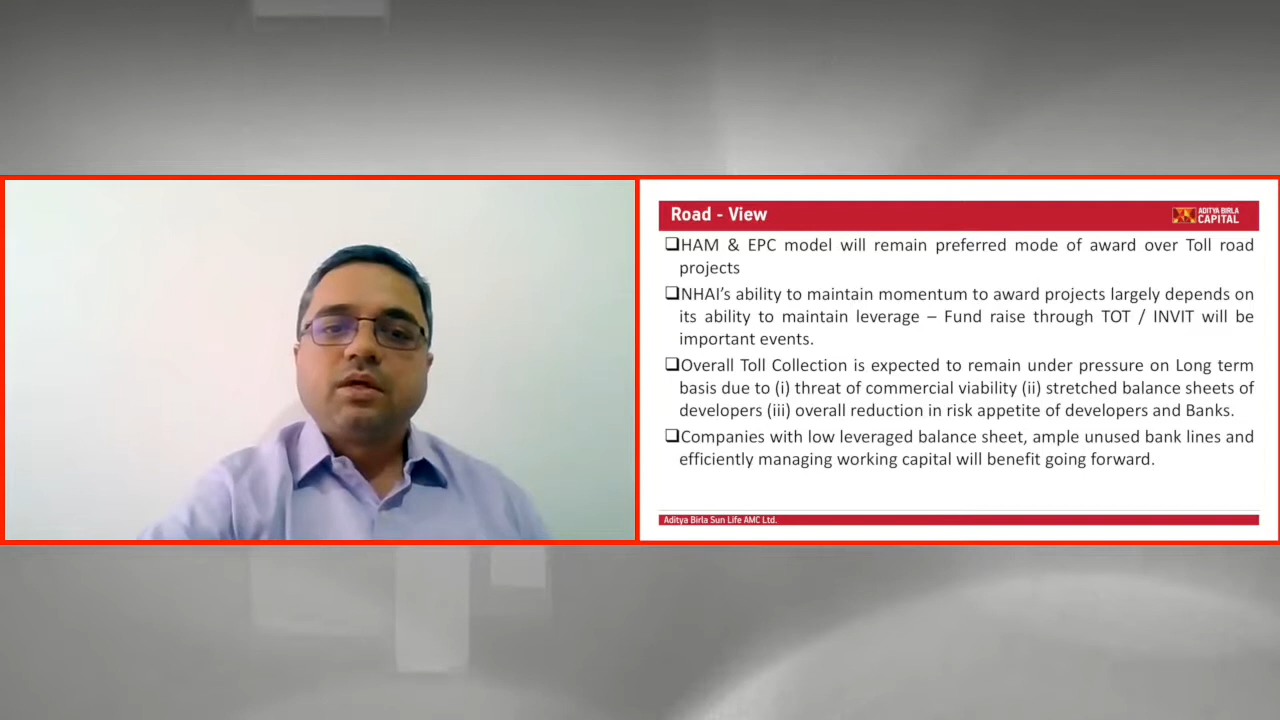 Road - View
ADITYA BIRLA
CAPITAL
❑HAM & EPC model will remain preferred mode of award over Toll road
projects
❑NHAI’s ability to maintain momentum to award projects largely depends on
its ability to maintain leverage – Fund raise through TOT / INVIT will be
important events.
❑Overall Toll Collection is expected to remain under pressure on Long term
basis due to (i) threat of commercial viability (ii) stretched balance sheets of
developers (iii) overall reduction in risk appetite of developers and Banks.
❑Companies with low leveraged balance sheet, ample unused bank lines and
efficiently managing working capital will benefit going forward.
Aditya Birla Sun Life AMC Ltd.